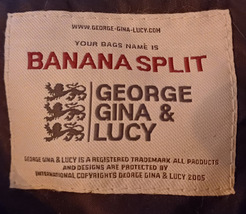 WWW.GEORGE-GINA-LUCY.COM
YOUR BAGS NAME IS
BANANA SPLIT
GEORGE
GINA &
LUCY
GEORGE GINA & LUCY IS A REGISTERED TRADEMARK ALL PRODUCTS
AND DESIGNS ARE PROTECTED BY
INTERNATIONAL COPYRIGHTS GEORGE GINA & LUCY 2005